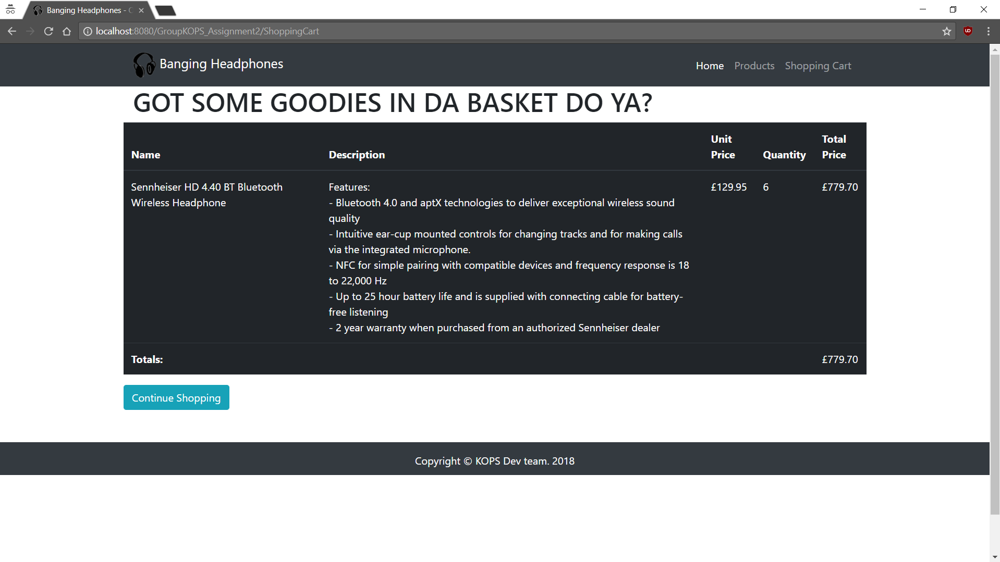 Banging Headphones - C
localhost:8080/GroupKOPS_Assignment2/ShoppingCart
Banging Headphones
Home Products Shopping Cart
GOT SOME GOODIES IN DA BASKET DO YA?
Name Description Unit Price Quantity Total Price
Sennheiser HD 4.40 BT Bluetooth
Wireless Headphone
Features:
- Bluetooth 4.0 and aptX technologies to deliver exceptional wireless sound
quality
- Intuitive ear-cup mounted controls for changing tracks and for making calls
via the integrated microphone.
- NFC for simple pairing with compatible devices and frequency response is 18
to 22,000 Hz
- Up to 25 hour battery life and is supplied with connecting cable for battery-
free listening
- 2 year warranty when purchased from an authorized Sennheiser dealer
£129.95 6 £779.70
Totals: £779.70
Continue Shopping
Copyright © KOPS Dev team. 2018